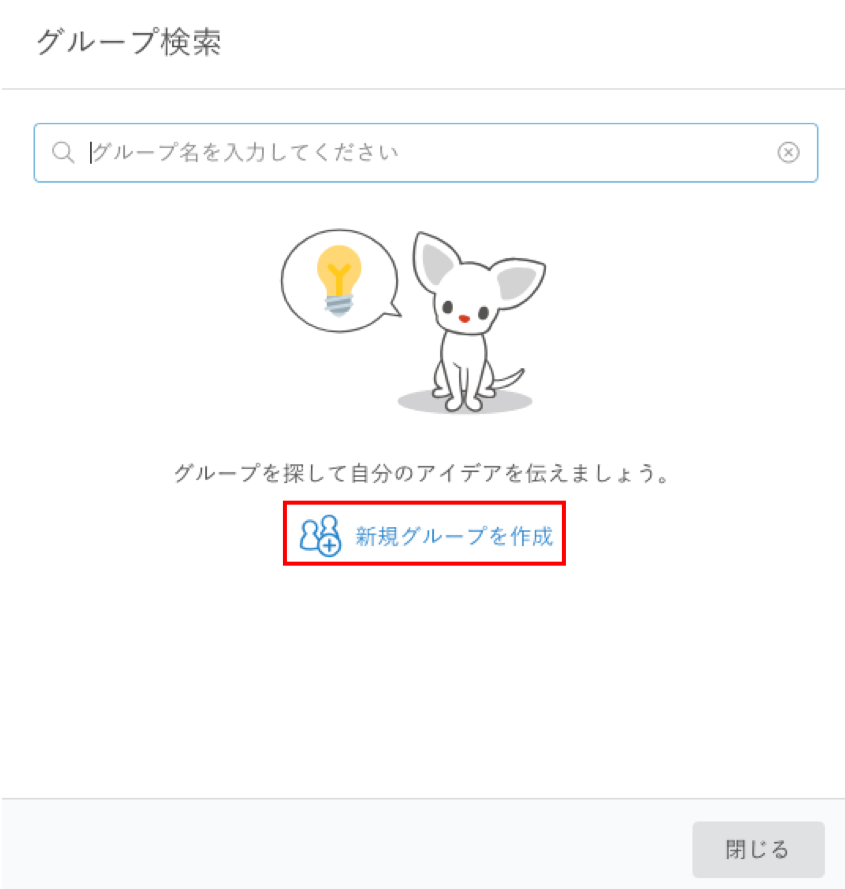 グループ検索
グループ名を入力してください
グループを探して自分のアイデアを伝えましょう。
新規グループを作成
閉じる